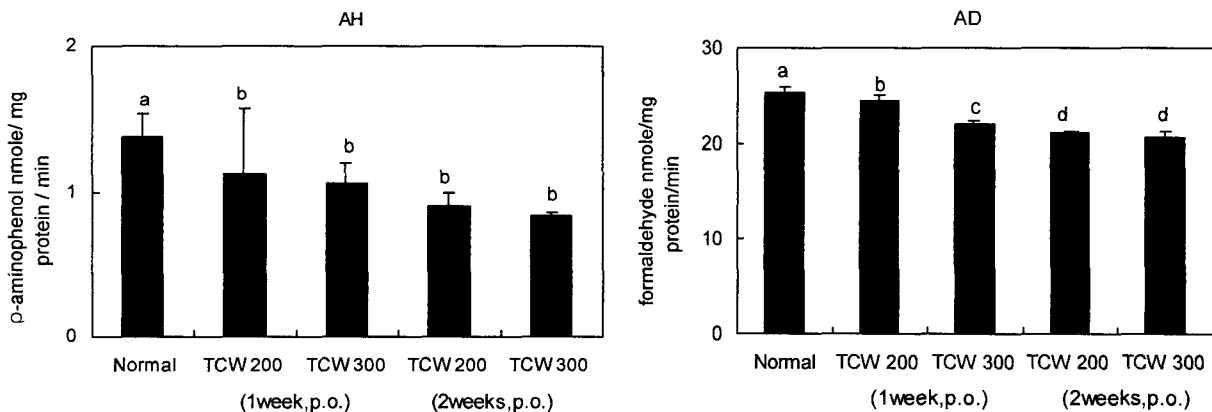 AH
ρ-aminophenol nmole/ mg
protein / min
2
1
0
a
b
b
b
b
Normal
TCW 200
TCW 300
TCW 200
TCW 300
(1week,p.o.)
(2weeks,p.o.)
AD
formaldehyde nmole/mg
protein/min
30
20
10
0
a
b
c
d
d
Normal
TCW 200
TCW 300
TCW 200
TCW 300
(1week,p.o.)
(2weeks,p.o.)